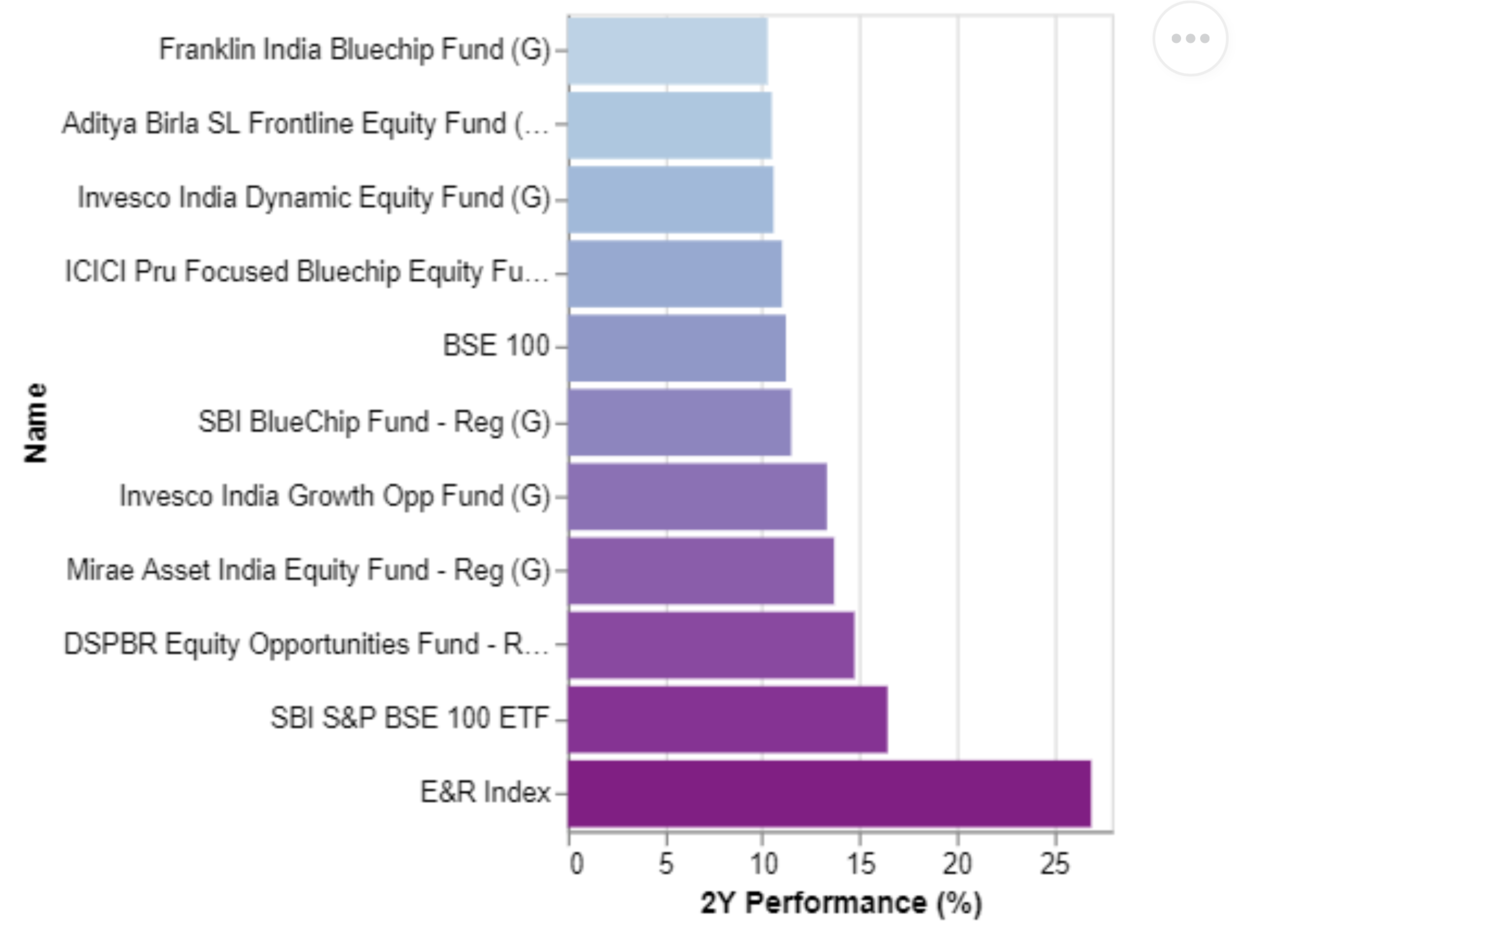 Franklin India Bluechip Fund (G)
Aditya Birla SL Frontline Equity Fund (...
Invesco India Dynamic Equity Fund (G)
ICICI Pru Focused Bluechip Equity Fu...
BSE 100
SBI BlueChip Fund - Reg (G)
Invesco India Growth Opp Fund (G)
Mirae Asset India Equity Fund - Reg (G)
DSPBR Equity Opportunities Fund - R...
SBI S&P BSE 100 ETF
E&R Index
Name
0 5 10 15 20 25
2Y Performance (%)